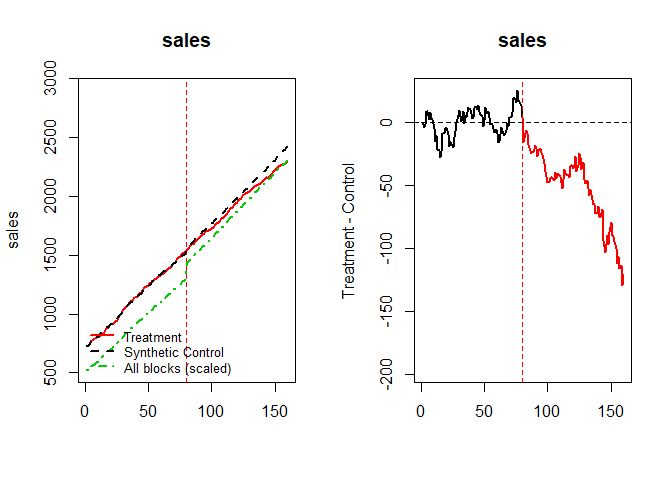 sales
sales
3000
2500
2000
1500
1000
500
sales
Treatment
Synthetic Control
All blocks (scaled)
0
50
100
150
sales
0
-50
-100
-150
-200
Treatment - Control
0
50
100
150